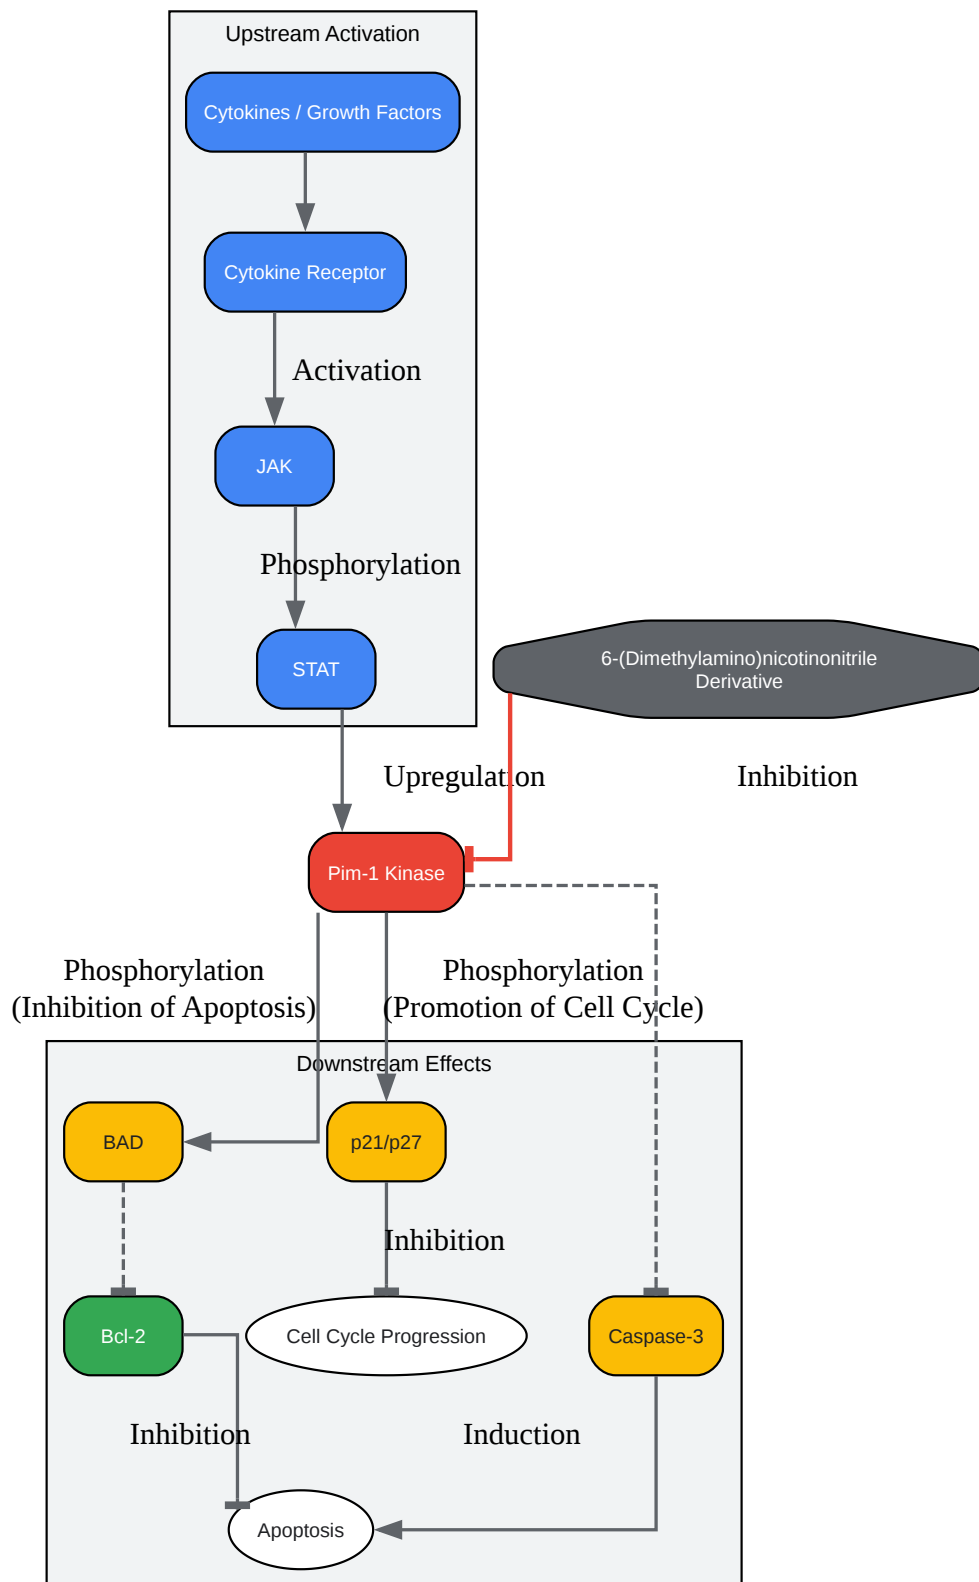 Upstream Activation
Cytokines / Growth Factors
Cytokine Receptor
Activation
JAK
Phosphorylation
STAT
6-(Dimethylamino)nicotinonitrile
Derivative
Upregulation
Inhibition
Pim-1 Kinase
Phosphorylation
(Inhibition of Apoptosis)
Phosphorylation
(Promotion of Cell Cycle)
Downstream Effects
BAD
p21/p27
Inhibition
Bcl-2
Cell Cycle Progression
Caspase-3
Inhibition
Induction
Apoptosis